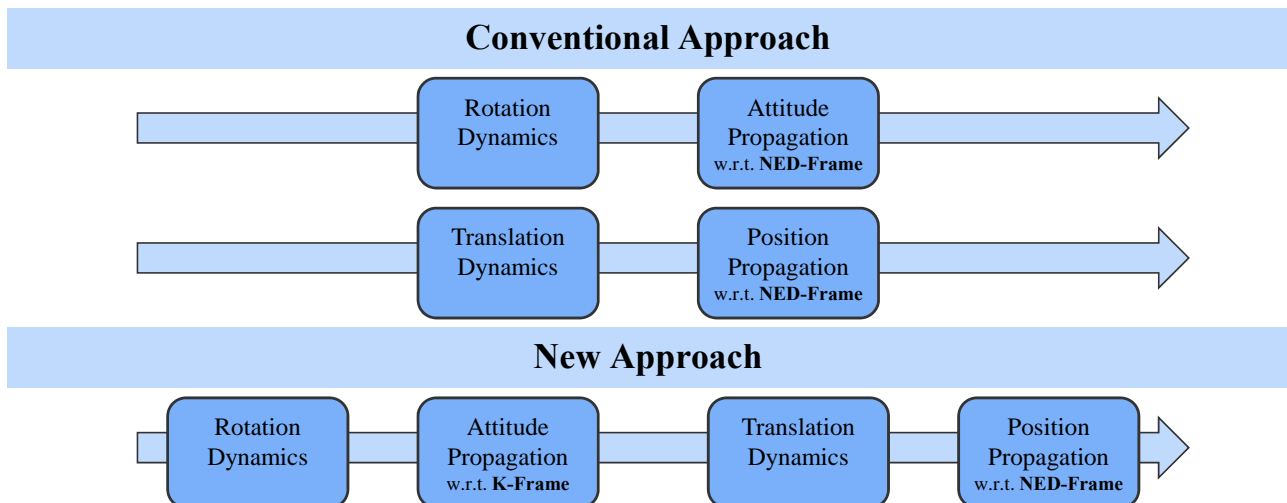 Conventional Approach
Rotation
Dynamics
Attitude
Propagation
w.r.t. NED-Frame
Translation
Dynamics
Position
Propagation
w.r.t. NED-Frame
New Approach
Rotation
Dynamics
Attitude
Propagation
w.r.t. K-Frame
Translation
Dynamics
Position
Propagation
w.r.t. NED-Frame